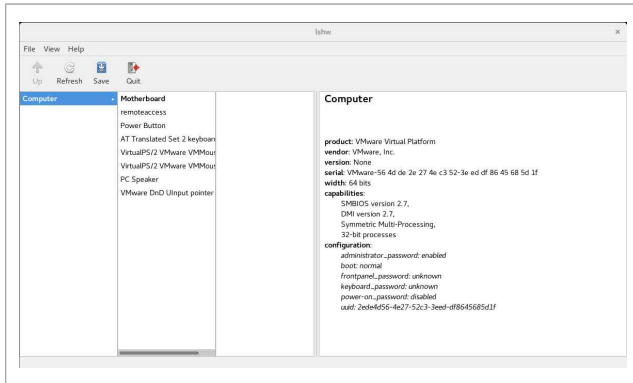 lshw
File View Help
Up Refresh Save Quit
Computer
Motherboard
remoteaccess
Power Button
AT Translated Set 2 keyboar
VirtualPS/2 VMware VMMous
VirtualPS/2 VMware VMMous
PC Speaker
VMware DnD UInput pointer
Computer
product: VMware Virtual Platform
vendor: VMware, Inc.
version: None
serial: VMware-56 4d de 2e 27 4e c3 52-3e ed df 86 45 68 5d 1f
width: 64 bits
capabilities:
SMBIOS version 2.7,
DMI version 2.7,
Symmetric Multi-Processing,
32-bit processes
configuration:
administrator_password: enabled
boot: normal
frontpanel_password: unknown
keyboard_password: unknown
power-on_password: disabled
uuid: 2ede4d56-4e27-52c3-3eed-df8645685d1f